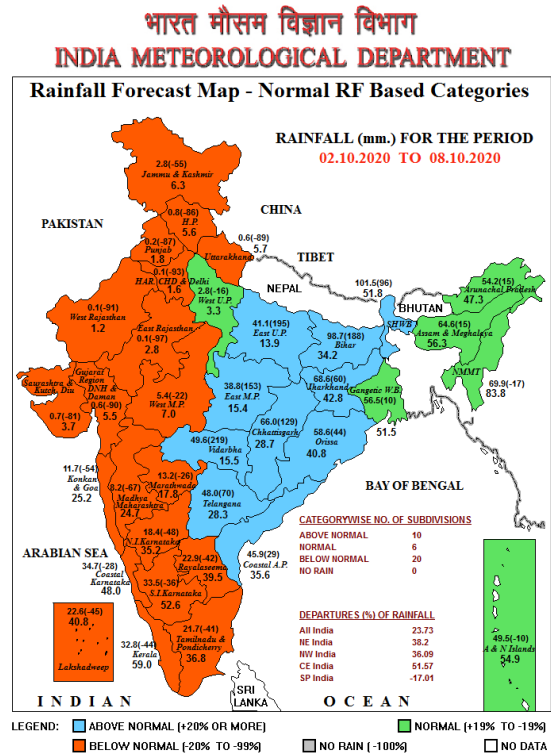 भारत मौसम विज्ञान विभाग
INDIA METEOROLOGICAL DEPARTMENT
Rainfall Forecast Map - Normal RF Based Categories
RAINFALL (mm.) FOR THE PERIOD
02.10.2020 TO 08.10.2020
2.8(-55)
Jammu & Kashmir
6.3
CHINA
0.8(-86)
H.P.
5.6
PAKISTAN
0.2(-87)
Punjab
1.8
0.6(-89)
Uttarakhand 5.7
TIBET
0.1(-93)
HAR. CHD & Delhi
1.6
2.8(-16)
West U.P.
3.3
NEPAL
101.5(96)
51.8
SHWB
BHUTAN
54.2(15)
Arunachal Pradesh
47.3
0.1(-91)
West Rajasthan
1.2
East Rajasthan
0.1(-97)
2.8
41.1(195)
East U.P.
13.9
98.7(188)
Bihar
34.2
64.6(15)
Assam & Meghalaya
56.3
NMMT
69.9(-17)
83.8
Saurashtra &
Kutch, Diu
0.7(-81)
3.7
Gujarat
Region
DNH &
Daman
0.6(-90)
5.5
5.4(-22)
West M.P.
7.0
38.8(153)
East M.P.
15.4
68.6(60)
Jharkhand
42.8
Gangetic W.B.
56.5(10)
51.5
66.0(129)
Chhattisgarh
28.7
58.6(44)
Orissa
40.8
49.6(219)
Vidarbha
15.5
11.7(-54)
Konkan
& Goa
25.2
8.2(-67)
Madhya
Maharashtra
24.7
13.2(-26)
Marathwada
17.8
48.0(70)
Telangana
28.3
BAY OF BENGAL
18.4(-48)
N.I.Karnataka
35.2
ARABIAN SEA
34.7(-28)
Coastal
Karnataka
48.0
22.9(-42)
Rayalaseema
39.5
45.9(29)
Coastal A.P.
35.6
33.5(-36)
S.I.Karnataka
52.6
22.6(-45)
40.8
Lakshadweep
32.8(-44)
Kerala
59.0
21.7(-41)
Tamilnadu &
Pondicherry
36.8
49.5(-10)
A & N Islands
54.9
CATEGORYWISE NO. OF SUBDIVISIONS
ABOVE NORMAL 10
NORMAL 6
BELOW NORMAL 20
NO RAIN 0
DEPARTURES (%) OF RAINFALL
All India 23.73
NE India 38.2
NW India 36.09
CE India 51.57
SP India -17.01
SRI
LANKA
INDIAN OCEAN
LEGEND: ABOVE NORMAL (+20% OR MORE) NORMAL (+19% TO -19%)
BELOW NORMAL (-20% TO -99%) NO RAIN (-100%) NO DATA